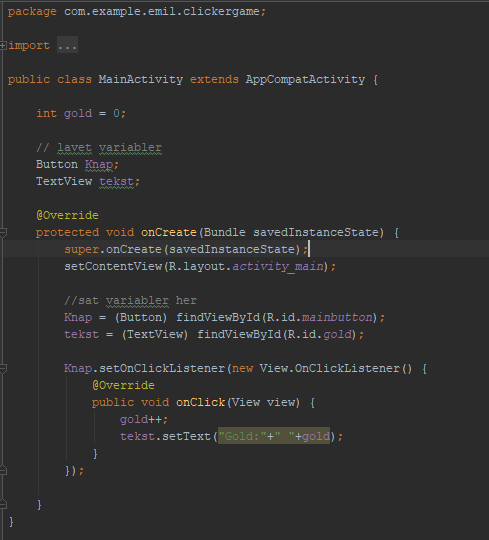 package com.example.emil.clickergame;
import ...
public class MainActivity extends AppCompatActivity {
int gold = 0;
// lavet variabler
Button Knap;
TextView tekst;
@Override
protected void onCreate(Bundle savedInstanceState) {
super.onCreate(savedInstanceState);
setContentView(R.layout.activity_main);
//sat variabler her
Knap = (Button) findViewById(R.id.mainbutton);
tekst = (TextView) findViewById(R.id.gold);
Knap.setOnClickListener(new View.OnClickListener() {
@Override
public void onClick(View view) {
gold++;
tekst.setText("Gold:"+" "+gold);
}
});
}
}